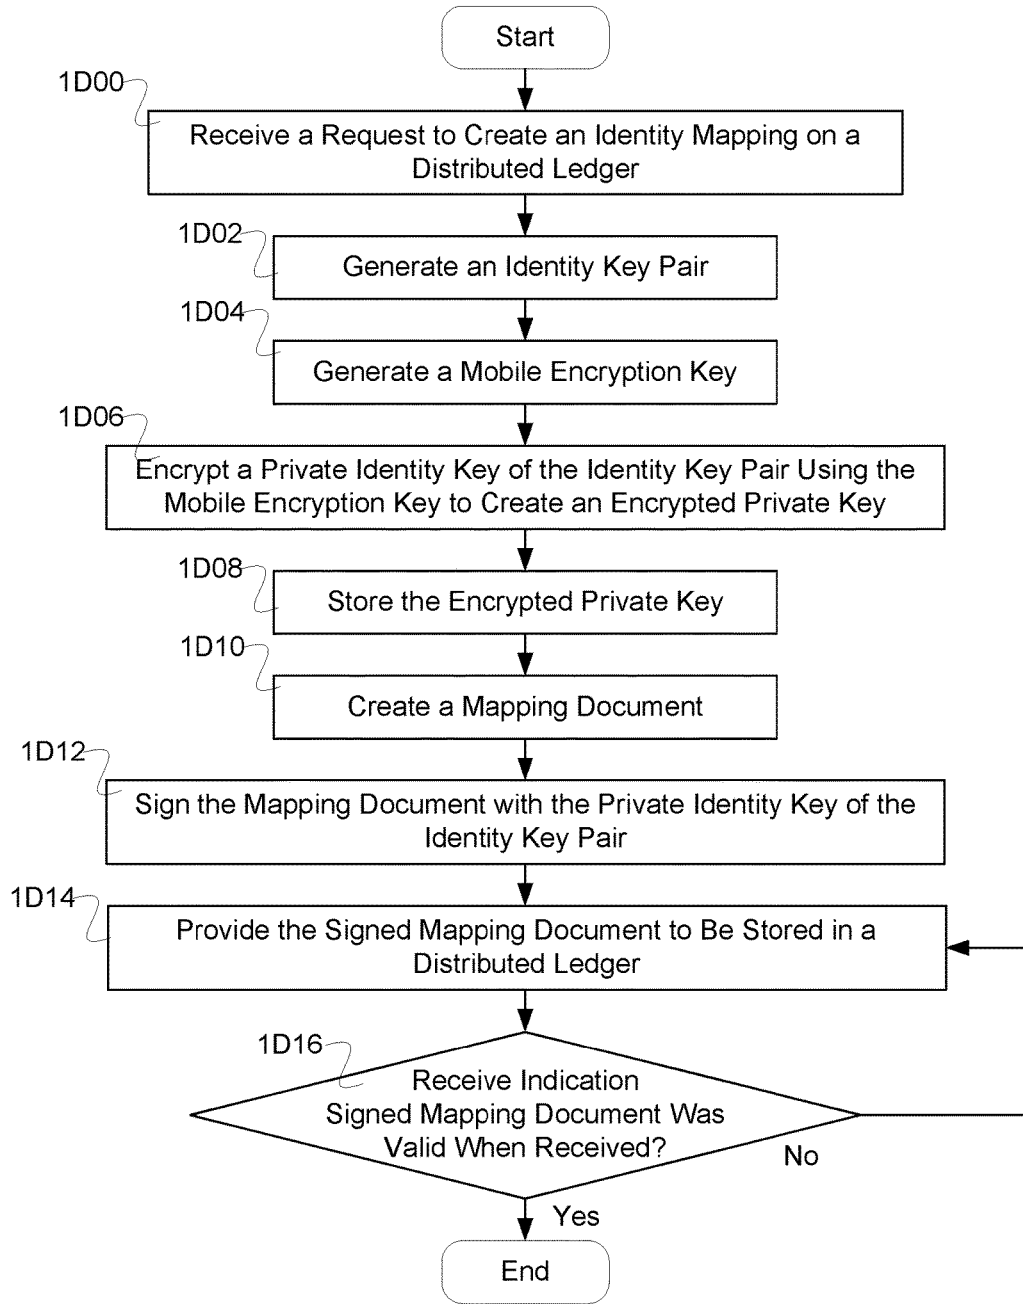 Start
1D00
Receive a Request to Create an Identity Mapping on a
Distributed Ledger
1D02
Generate an Identity Key Pair
1D04
Generate a Mobile Encryption Key
1D06
Encrypt a Private Identity Key of the Identity Key Pair Using the
Mobile Encryption Key to Create an Encrypted Private Key
1D08
Store the Encrypted Private Key
1D10
Create a Mapping Document
1D12
Sign the Mapping Document with the Private Identity Key of the
Identity Key Pair
1D14
Provide the Signed Mapping Document to Be Stored in a
Distributed Ledger
1D16
Receive Indication
Signed Mapping Document Was
Valid When Received?
No
Yes
End